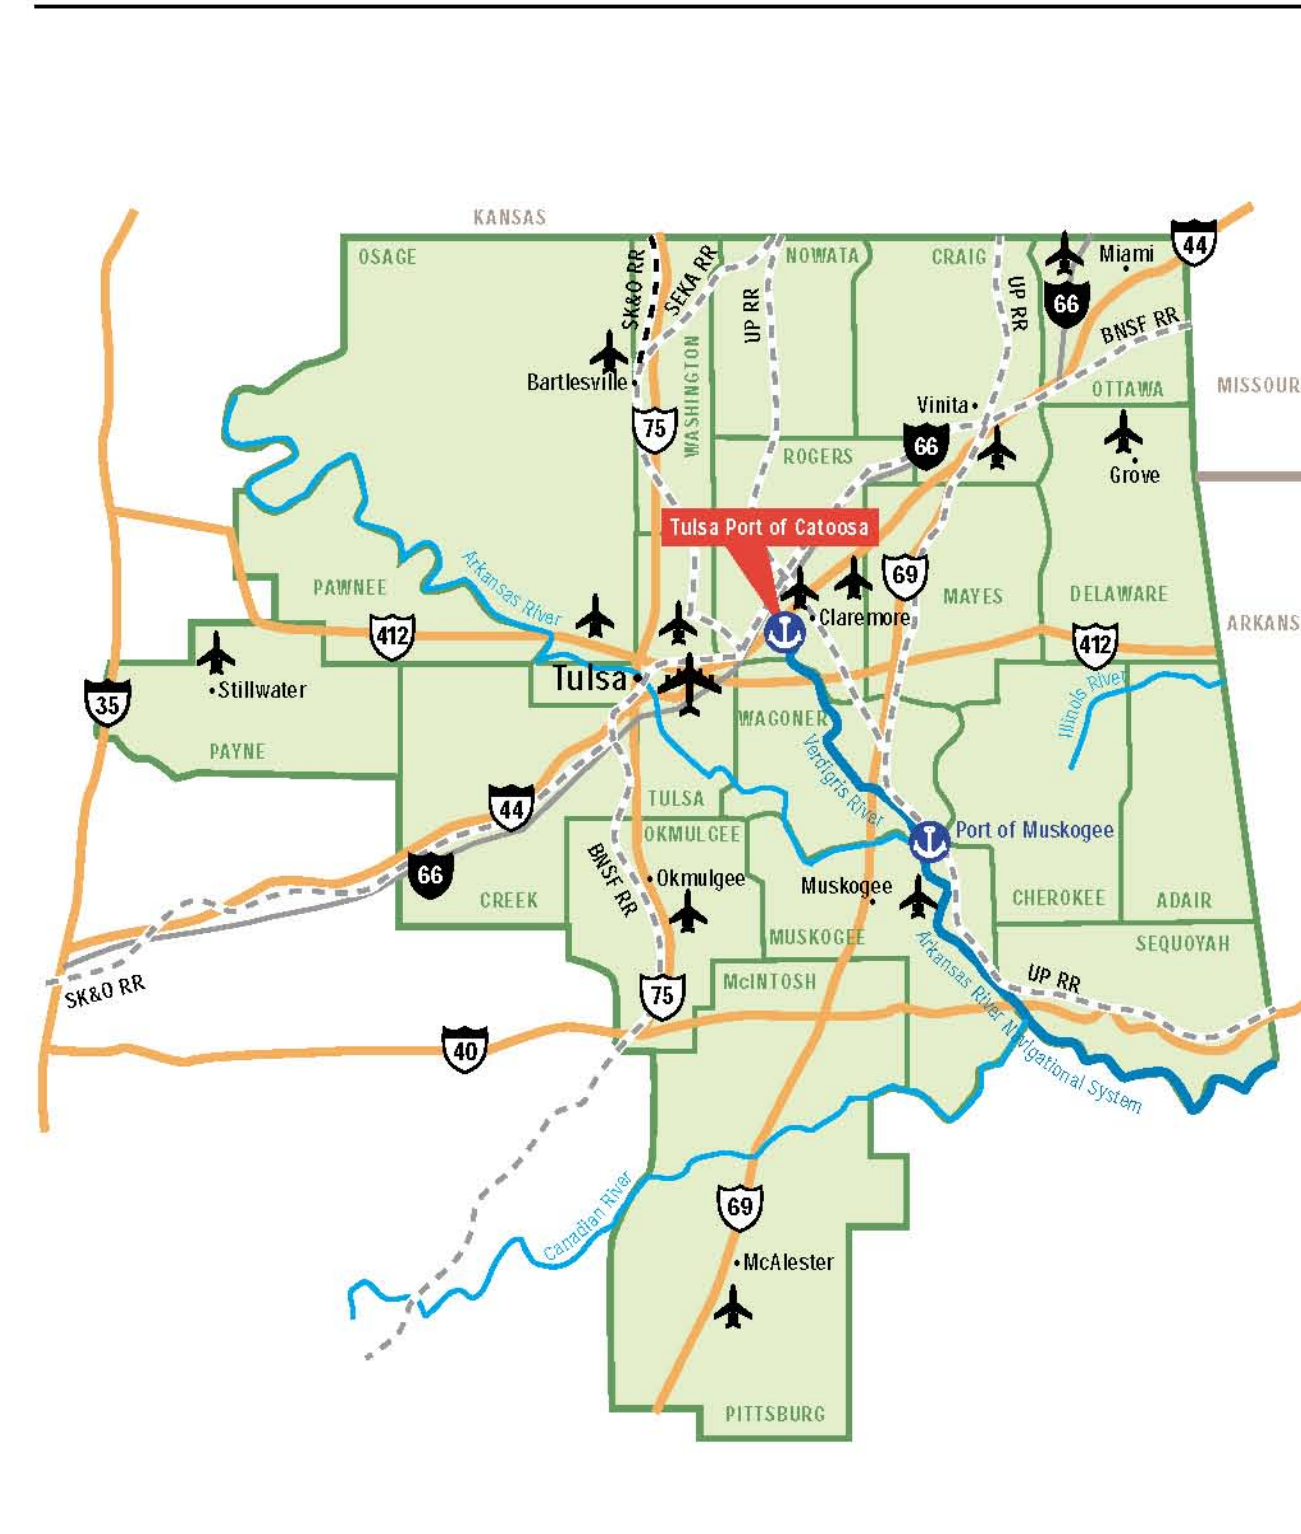 KANSAS
OSAGE
SK&O RR
SEKA RR
NOWATA
CRAIG
Miami
44
UP RR
UP RR
66
BNSF RR
Bartlesville
WASHINGTON
OTTAWA
MISSOUR
Vinita
75
66
ROGERS
Grove
Tulsa Port of Catoosa
Arkansas River
PAWNEE
69
MAYES
DELAWARE
Claremore
ARKANS
412
412
Stillwater
Tulsa
35
Illinois River
WAGONER
PAYNE
Verdigris River
TULSA
44
OKMULGEE
Port of Muskogee
66
BNSF RR
Okmulgee
Muskogee
CREEK
CHEROKEE
ADAIR
MUSKOGEE
SEQUOYAH
Arkansas River Navigational System
SK&O RR
McINTOSH
UP RR
75
40
Canadian River
69
McAlester
PITTSBURG